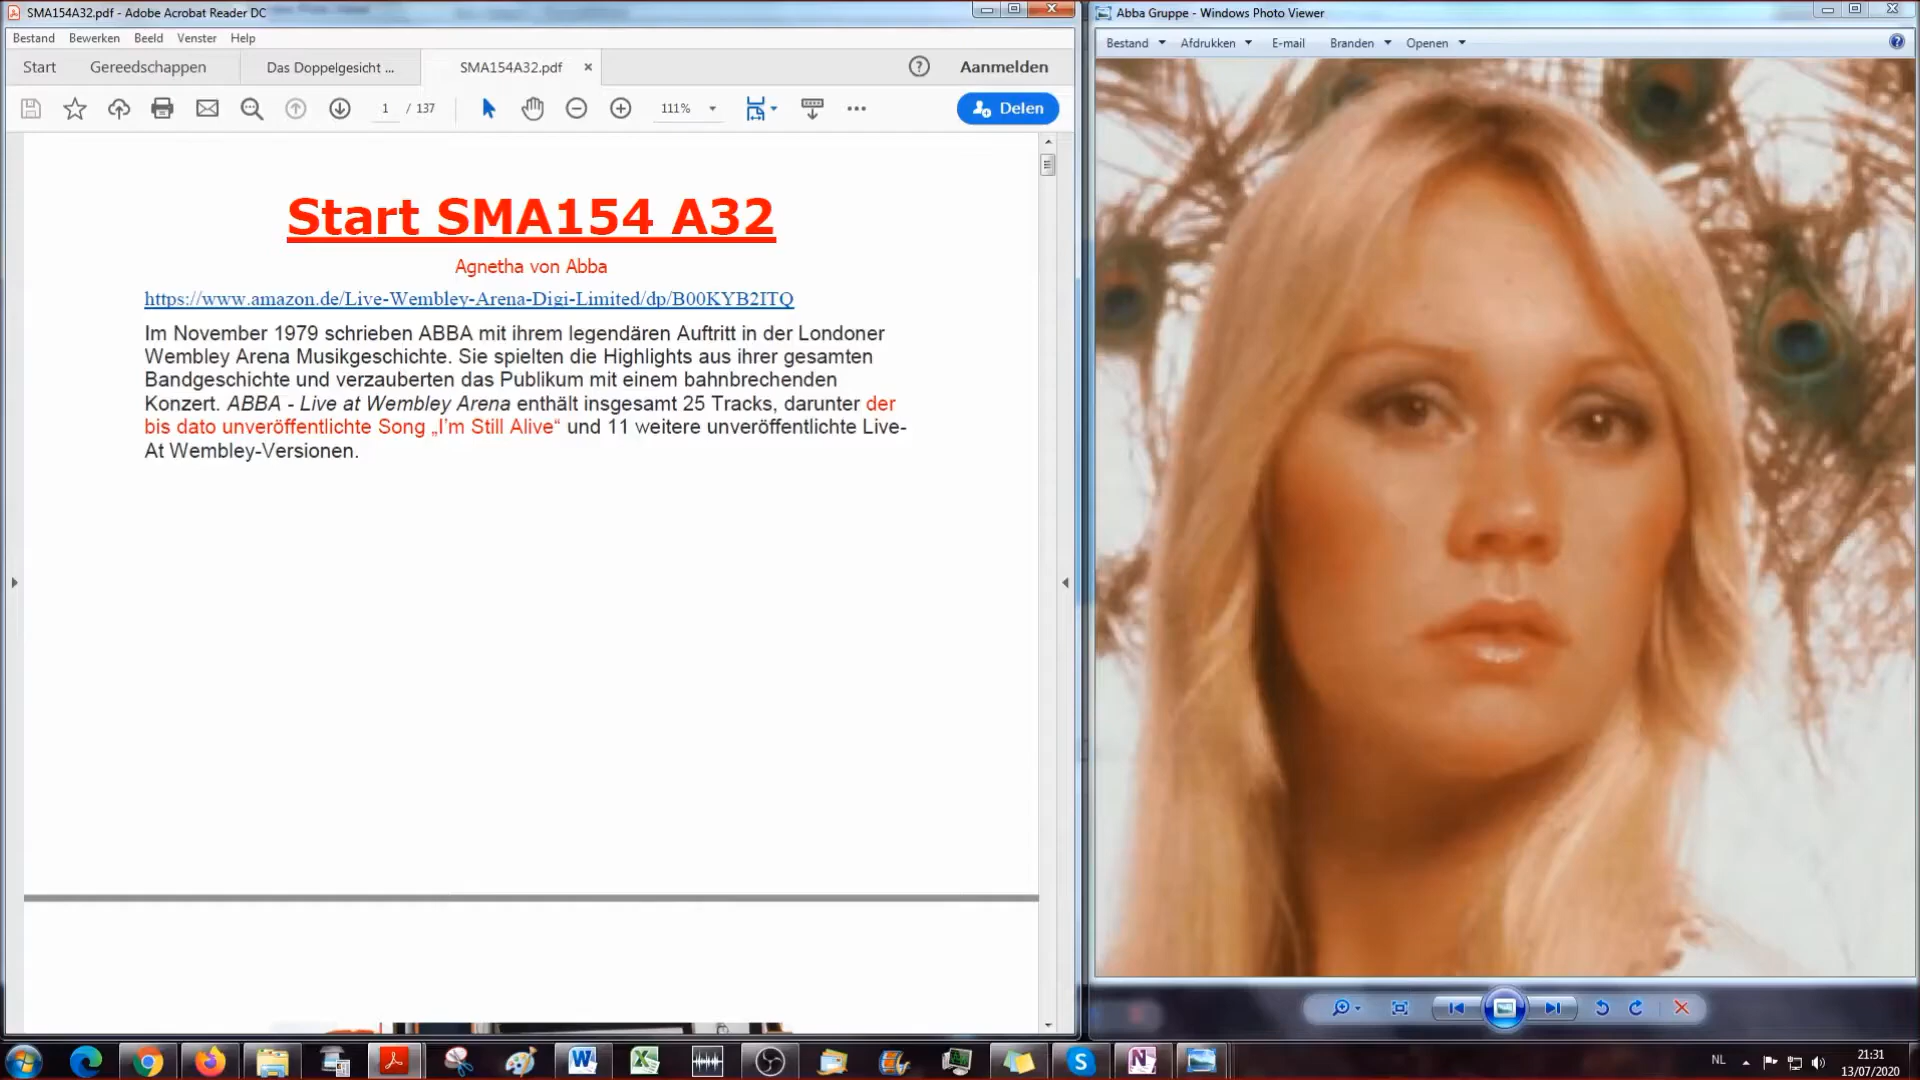 SMA154A32.pdf - Adobe Acrobat Reader DC
Bestand Bewerken Beeld Venster Help
Start Gereedschappen Das Doppelgesicht ... SMA154A32.pdf Aanmelden
1 / 137 111% Delen
Start SMA154 A32
Agnetha von Abba
https://www.amazon.de/Live-Wembley-Arena-Digi-Limited/dp/B00KYB2ITQ
Im November 1979 schrieben ABBA mit ihrem legendären Auftritt in der Londoner
Wembley Arena Musikgeschichte. Sie spielten die Highlights aus ihrer gesamten
Bandgeschichte und verzauberten das Publikum mit einem bahnbrechenden
Konzert. ABBA - Live at Wembley Arena enthält insgesamt 25 Tracks, darunter der
bis dato unveröffentlichte Song „I’m Still Alive“ und 11 weitere unveröffentlichte Live-
At Wembley-Versionen.
Abba Gruppe - Windows Photo Viewer
Bestand Afdrukken E-mail Branden Openen
NL
21:31
13/07/2020